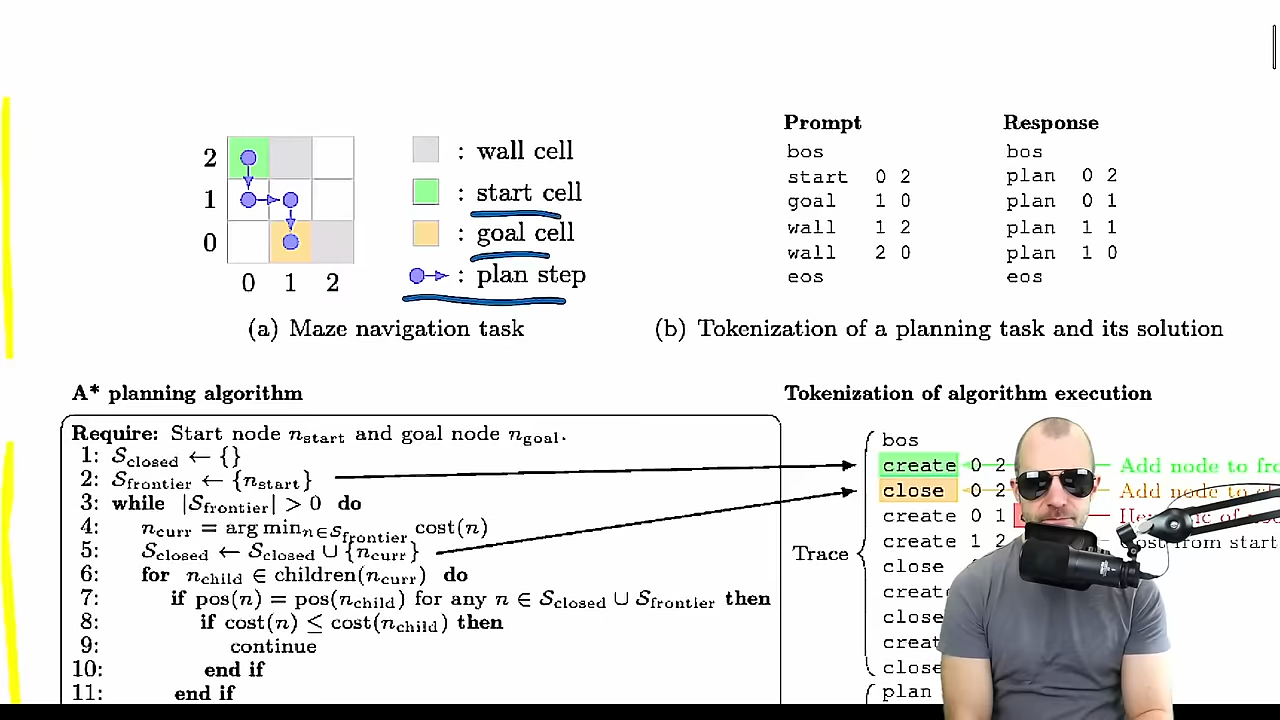 2
1
0
0 1 2
: wall cell
: start cell
: goal cell
: plan step
(a) Maze navigation task
Prompt
bos
start 0 2
goal 1 0
wall 1 2
wall 2 0
eos
Response
bos
plan 0 2
plan 0 1
plan 1 1
plan 1 0
eos
(b) Tokenization of a planning task and its solution
A* planning algorithm
Require: Start node n_start and goal node n_goal.
1: S_closed ← {}
2: S_frontier ← {n_start}
3: while |S_frontier| > 0 do
4: n_curr = arg min_n∈S_frontier cost(n)
5: S_closed ← S_closed ∪ {n_curr}
6: for n_child ∈ children(n_curr) do
7: if pos(n) = pos(n_child) for any n ∈ S_closed ∪ S_frontier then
8: if cost(n) ≤ cost(n_child) then
9: continue
10: end if
11: end if
Tokenization of algorithm execution
Trace
bos
create 0 2
close 0 2
create 0 1
create 1 2
close
close
close
plan
Add node to
Add node to
from start